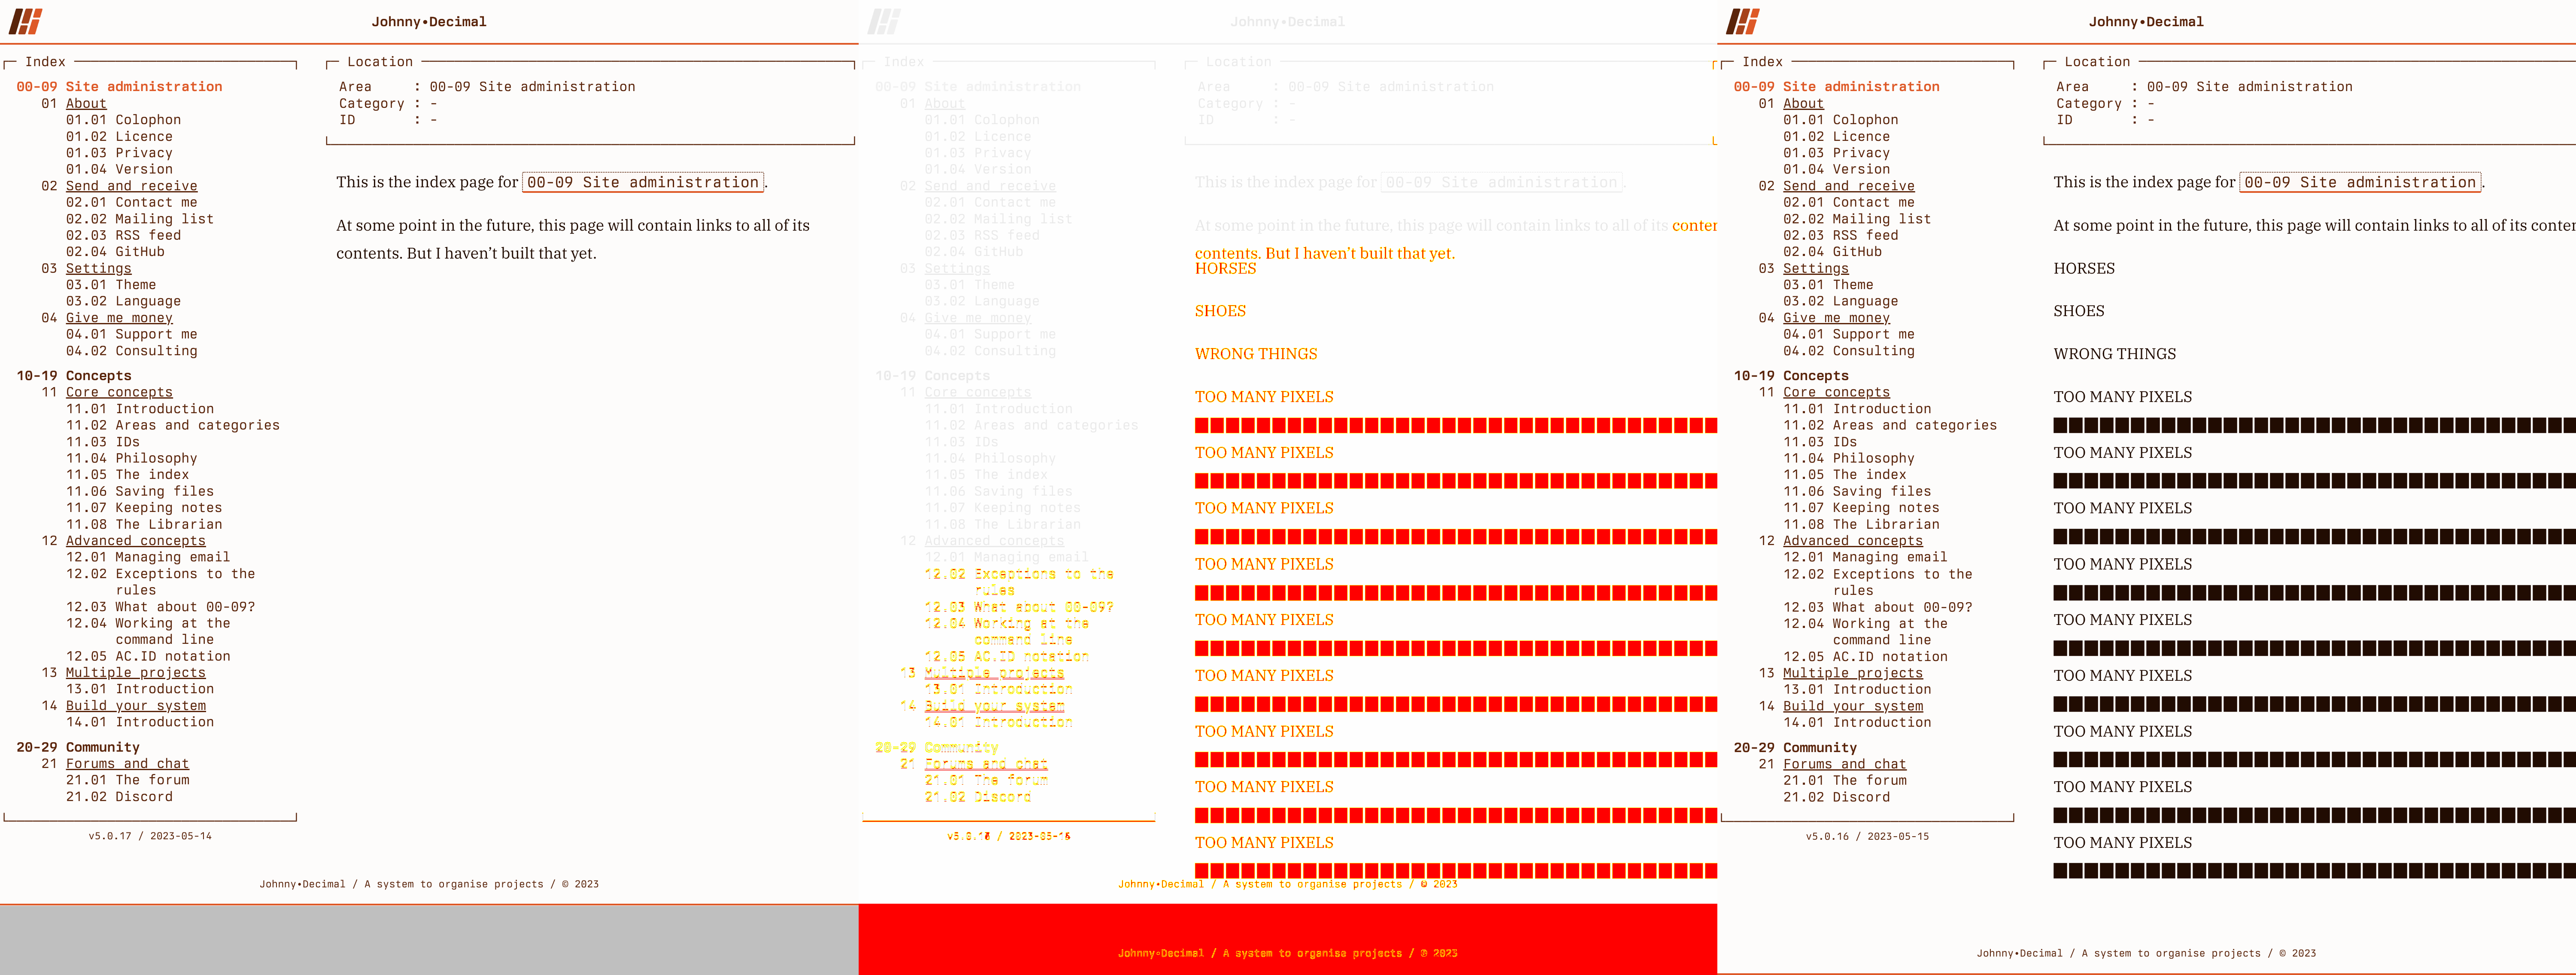 Johnny•Decimal
Index
00-09 Site administration
01 About
01.01 Colophon
01.02 Licence
01.03 Privacy
01.04 Version
02 Send and receive
02.01 Contact me
02.02 Mailing list
02.03 RSS feed
02.04 GitHub
03 Settings
03.01 Theme
03.02 Language
04 Give me money
04.01 Support me
04.02 Consulting
10-19 Concepts
11 Core concepts
11.01 Introduction
11.02 Areas and categories
11.03 IDs
11.04 Philosophy
11.05 The index
11.06 Saving files
11.07 Keeping notes
11.08 The Librarian
12 Advanced concepts
12.01 Managing email
12.02 Exceptions to the
rules
12.03 What about 00-09?
12.04 Working at the
command line
12.05 AC.ID notation
13 Multiple projects
13.01 Introduction
14 Build your system
14.01 Introduction
20-29 Community
21 Forums and chat
21.01 The forum
21.02 Discord
v5.0.17 / 2023-05-14
Location
Area : 00-09 Site administration
Category : -
ID : -
This is the index page for 00-09 Site administration.
At some point in the future, this page will contain links to all of its
contents. But I haven’t built that yet.
Johnny•Decimal / A system to organise projects / © 2023
Johnny•Decimal
Index
00-09 Site administration
01 About
01.01 Colophon
01.02 Licence
01.03 Privacy
01.04 Version
02 Send and receive
02.01 Contact me
02.02 Mailing list
02.03 RSS feed
02.04 GitHub
03 Settings
03.01 Theme
03.02 Language
04 Give me money
04.01 Support me
04.02 Consulting
10-19 Concepts
11 Core concepts
11.01 Introduction
11.02 Areas and categories
11.03 IDs
11.04 Philosophy
11.05 The index
11.06 Saving files
11.07 Keeping notes
11.08 The Librarian
12 Advanced concepts
12.01 Managing email
12.02 Exceptions to the
rules
12.03 What about 00-09?
12.04 Working at the
command line
12.05 AC.ID notation
13 Multiple projects
13.01 Introduction
14 Build your system
14.01 Introduction
20-29 Community
21 Forums and chat
21.01 The forum
21.02 Discord
Location
Area : 00-09 Site administration
Category : -
ID : -
This is the index page for 00-09 Site administration.
At some point in the future, this page will contain links to all of its conter
contents. But I haven’t built that yet.
HORSES
SHOES
WRONG THINGS
TOO MANY PIXELS
TOO MANY PIXELS
TOO MANY PIXELS
TOO MANY PIXELS
TOO MANY PIXELS
TOO MANY PIXELS
TOO MANY PIXELS
TOO MANY PIXELS
TOO MANY PIXELS
Johnny•Decimal / A system to organise projects / © 2023
Johnny•Decimal / A system to organise projects / © 2023
Johnny•Decimal
Index
00-09 Site administration
01 About
01.01 Colophon
01.02 Licence
01.03 Privacy
01.04 Version
02 Send and receive
02.01 Contact me
02.02 Mailing list
02.03 RSS feed
02.04 GitHub
03 Settings
03.01 Theme
03.02 Language
04 Give me money
04.01 Support me
04.02 Consulting
10-19 Concepts
11 Core concepts
11.01 Introduction
11.02 Areas and categories
11.03 IDs
11.04 Philosophy
11.05 The index
11.06 Saving files
11.07 Keeping notes
11.08 The Librarian
12 Advanced concepts
12.01 Managing email
12.02 Exceptions to the
rules
12.03 What about 00-09?
12.04 Working at the
command line
12.05 AC.ID notation
13 Multiple projects
13.01 Introduction
14 Build your system
14.01 Introduction
20-29 Community
21 Forums and chat
21.01 The forum
21.02 Discord
v5.0.16 / 2023-05-15
Location
Area : 00-09 Site administration
Category : -
ID : -
This is the index page for 00-09 Site administration.
At some point in the future, this page will contain links to all of its conter
HORSES
SHOES
WRONG THINGS
TOO MANY PIXELS
TOO MANY PIXELS
TOO MANY PIXELS
TOO MANY PIXELS
TOO MANY PIXELS
TOO MANY PIXELS
TOO MANY PIXELS
TOO MANY PIXELS
TOO MANY PIXELS
Johnny•Decimal / A system to organise projects / © 2023